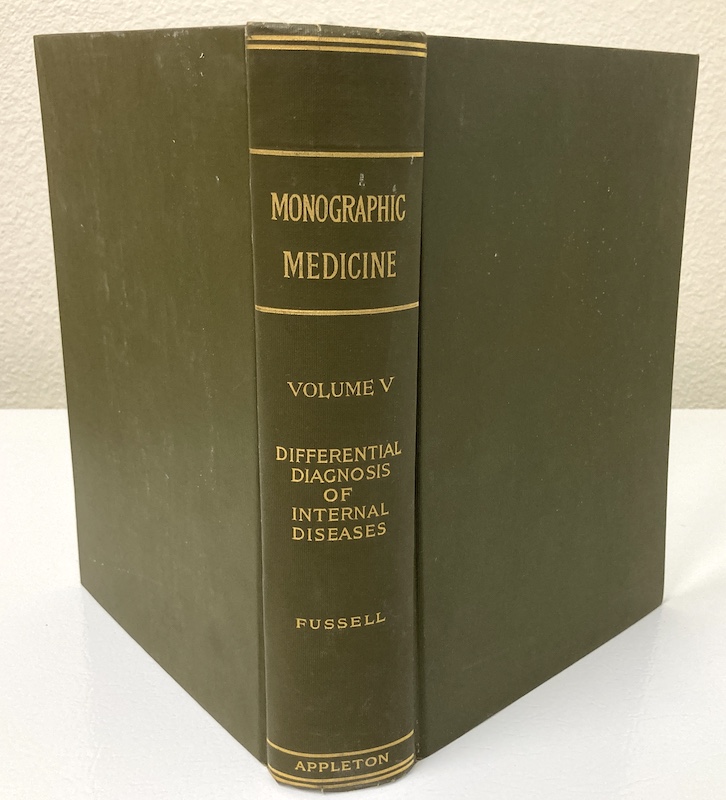 MONOGRAPHIC
MEDICINE
VOLUME V
DIFFERENTIAL
DIAGNOSIS
OF
INTERNAL
DISEASES
FUSSELL
APPLETON